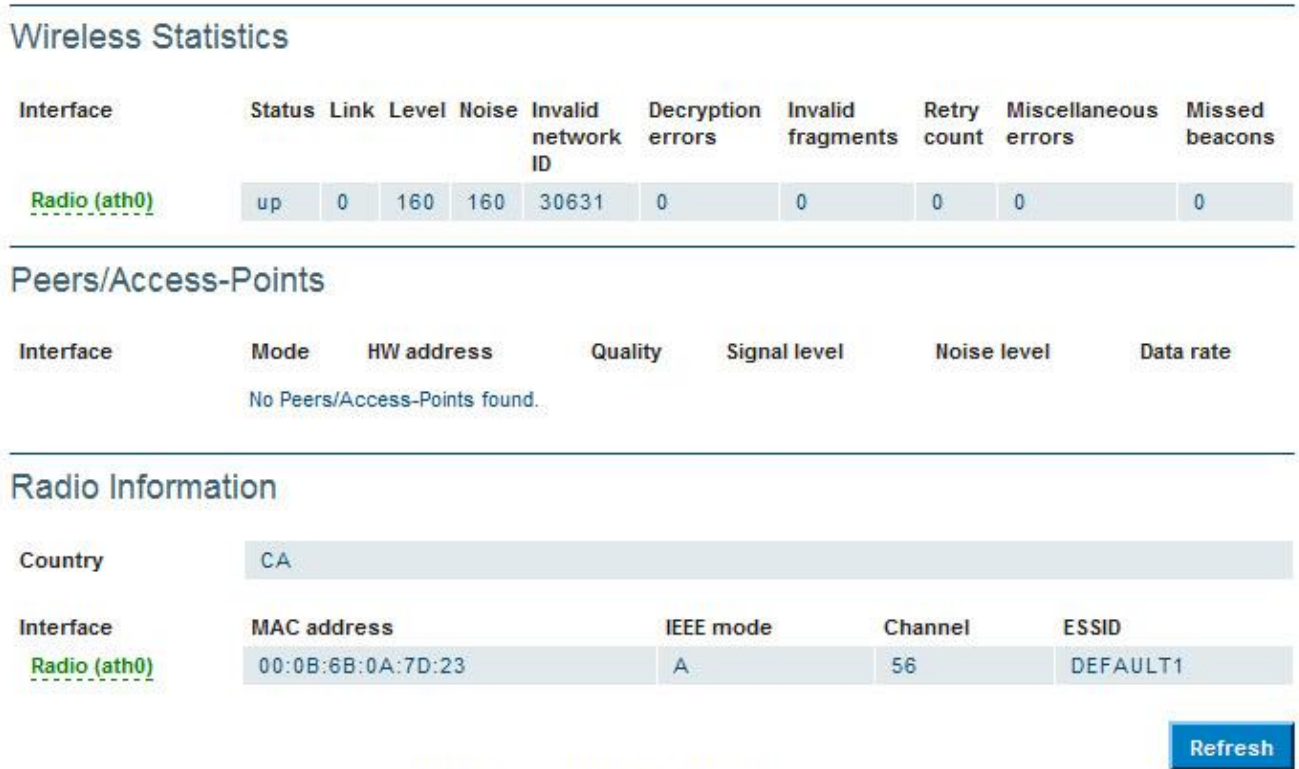 Wireless Statistics
Interface Status Link Level Noise Invalid network ID Decryption errors Invalid fragments Retry count Miscellaneous errors Missed beacons
Radio (ath0) up 0 160 160 30631 0 0 0 0 0
Peers/Access-Points
Interface Mode HW address Quality Signal level Noise level Data rate
No Peers/Access-Points found.
Radio Information
Country CA
Interface MAC address IEEE mode Channel ESSID
Radio (ath0) 00:0B:6B:0A:7D:23 A 56 DEFAULT1
Refresh